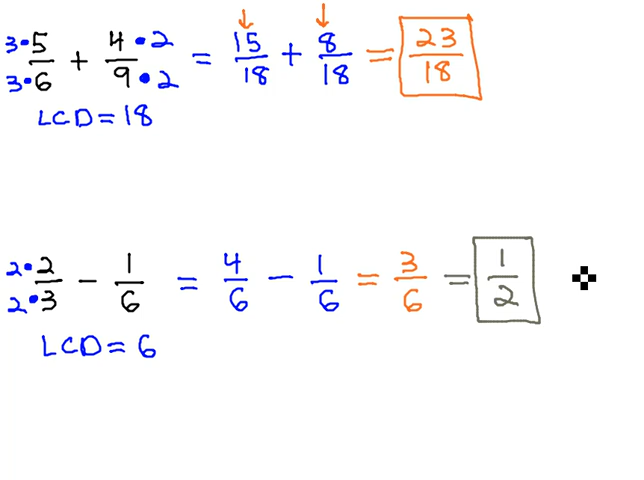 3·5/3·6 + 4·2/9·2 = 15/18 + 8/18 = 23/18
LCD = 18
2·2/2·3 − 1/6 = 4/6 − 1/6 = 3/6 = 1/2
LCD = 6